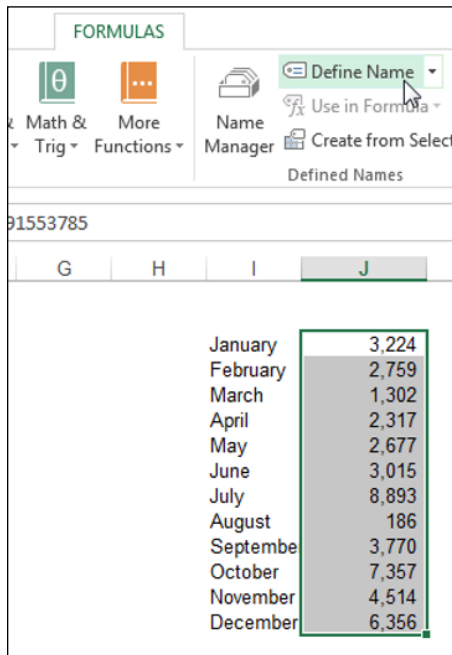 FORMULAS
Define Name
Use in Formula
Math & Trig
More Functions
Name Manager
Create from Select
Defined Names
91553785
G H I J
January 3,224
February 2,759
March 1,302
April 2,317
May 2,677
June 3,015
July 8,893
August 186
Septembe 3,770
October 7,357
November 4,514
December 6,356